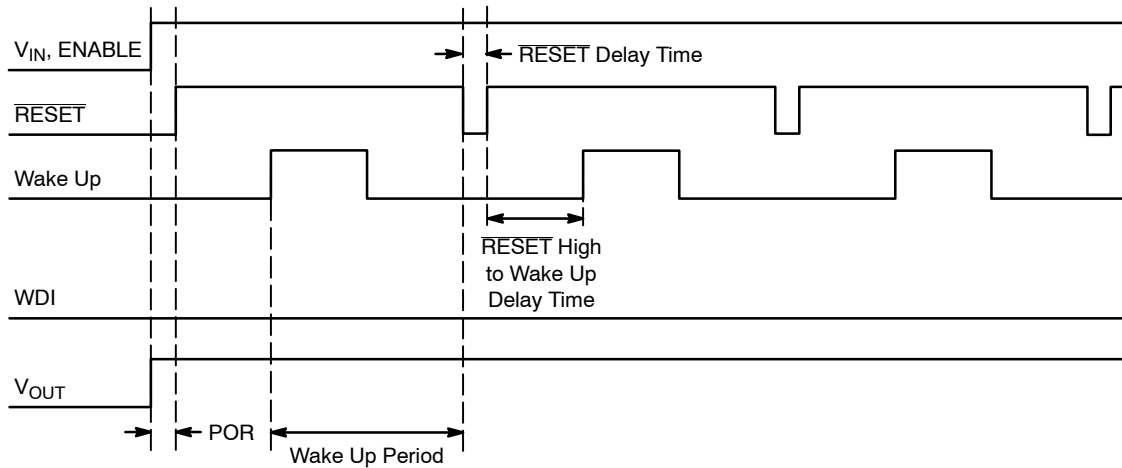 V_IN, ENABLE
RESET Delay Time
RESET
Wake Up
RESET High
to Wake Up
Delay Time
WDI
V_OUT
POR
Wake Up Period